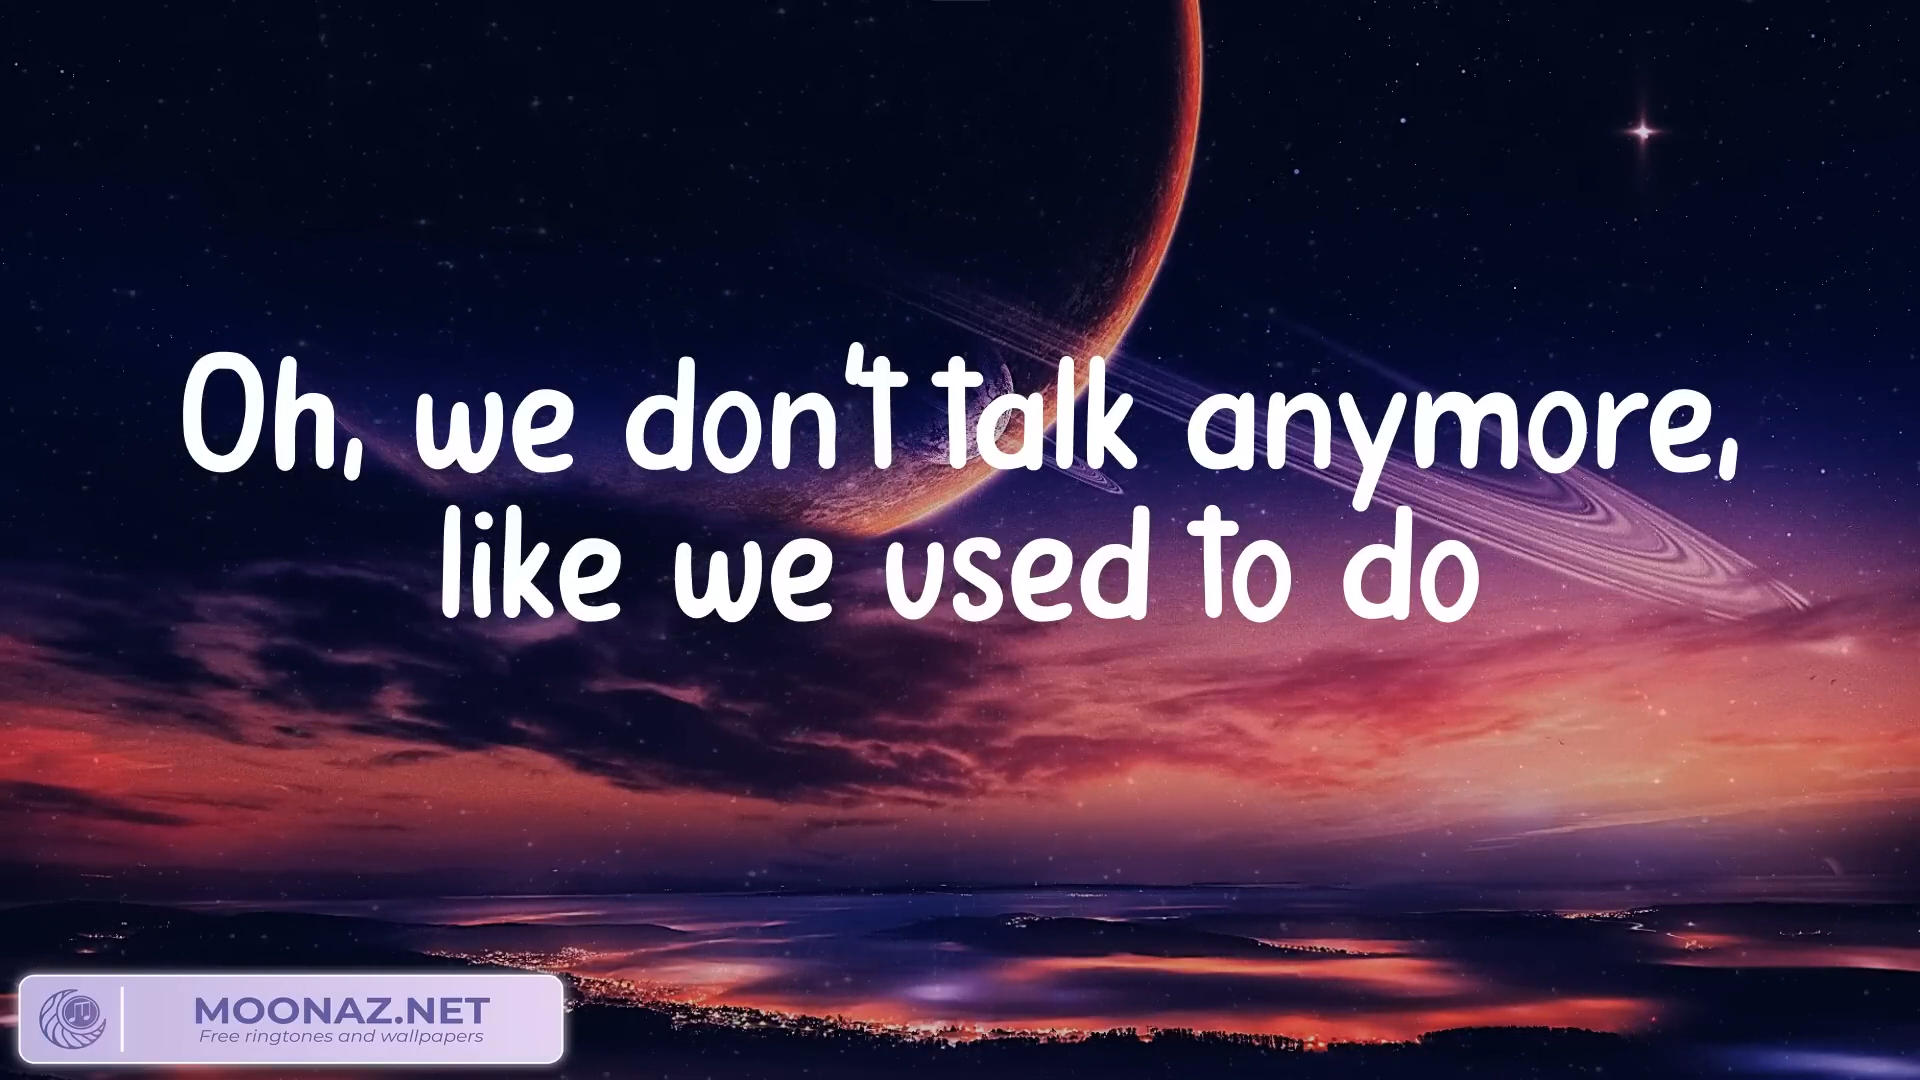 Oh, we don't talk anymore,
like we used to do
MOONAZ.NET
Free ringtones and wallpapers